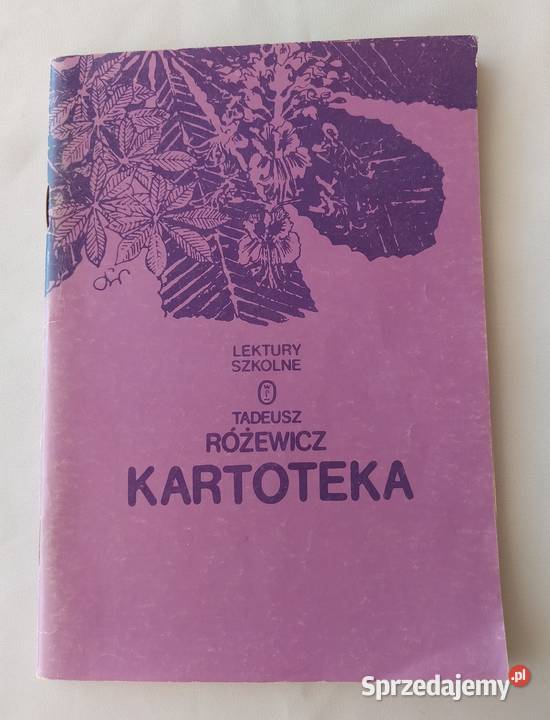 LEKTURY
SZKOLNE
TADEUSZ
RÓŻEWICZ
KARTOTEKA
Sprzedajemy.pl